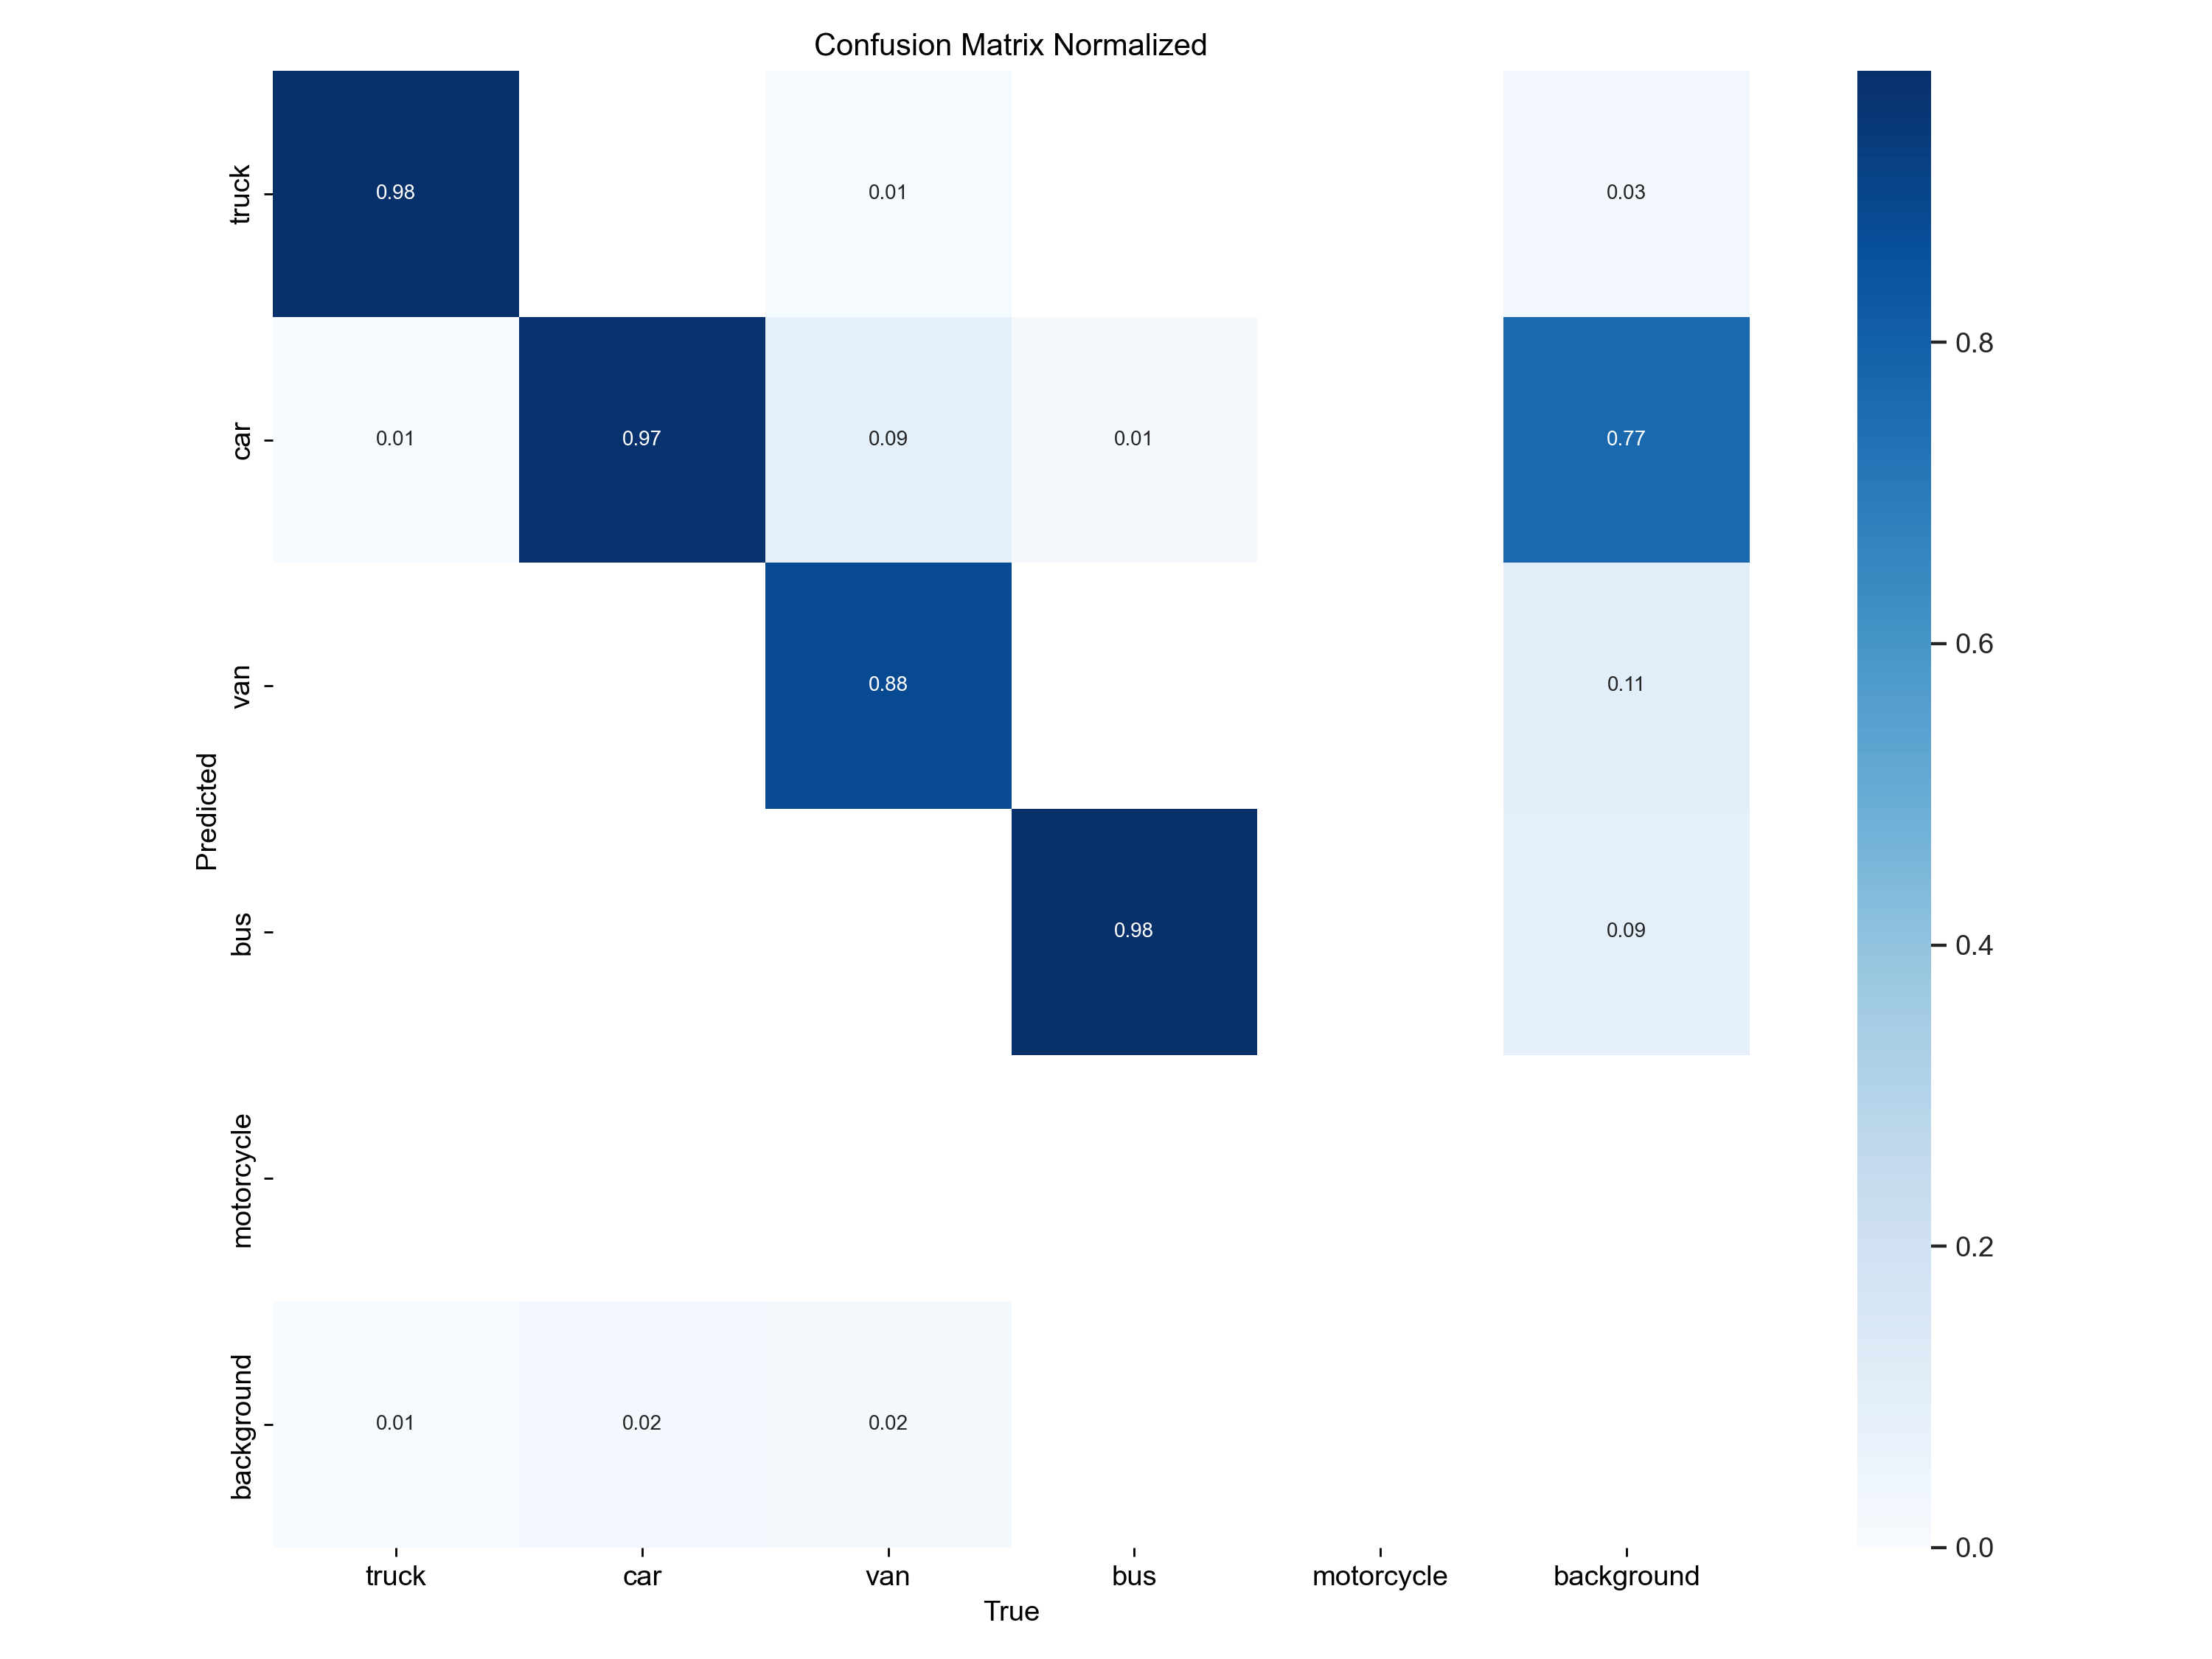 Confusion Matrix Normalized
truck
0.98
0.01
0.03
car
0.01
0.97
0.09
0.01
0.77
van
0.88
0.11
bus
0.98
0.09
motorcycle
background
0.01
0.02
0.02
Predicted
truck
car
van
bus
motorcycle
background
True
0.8
0.6
0.4
0.2
0.0